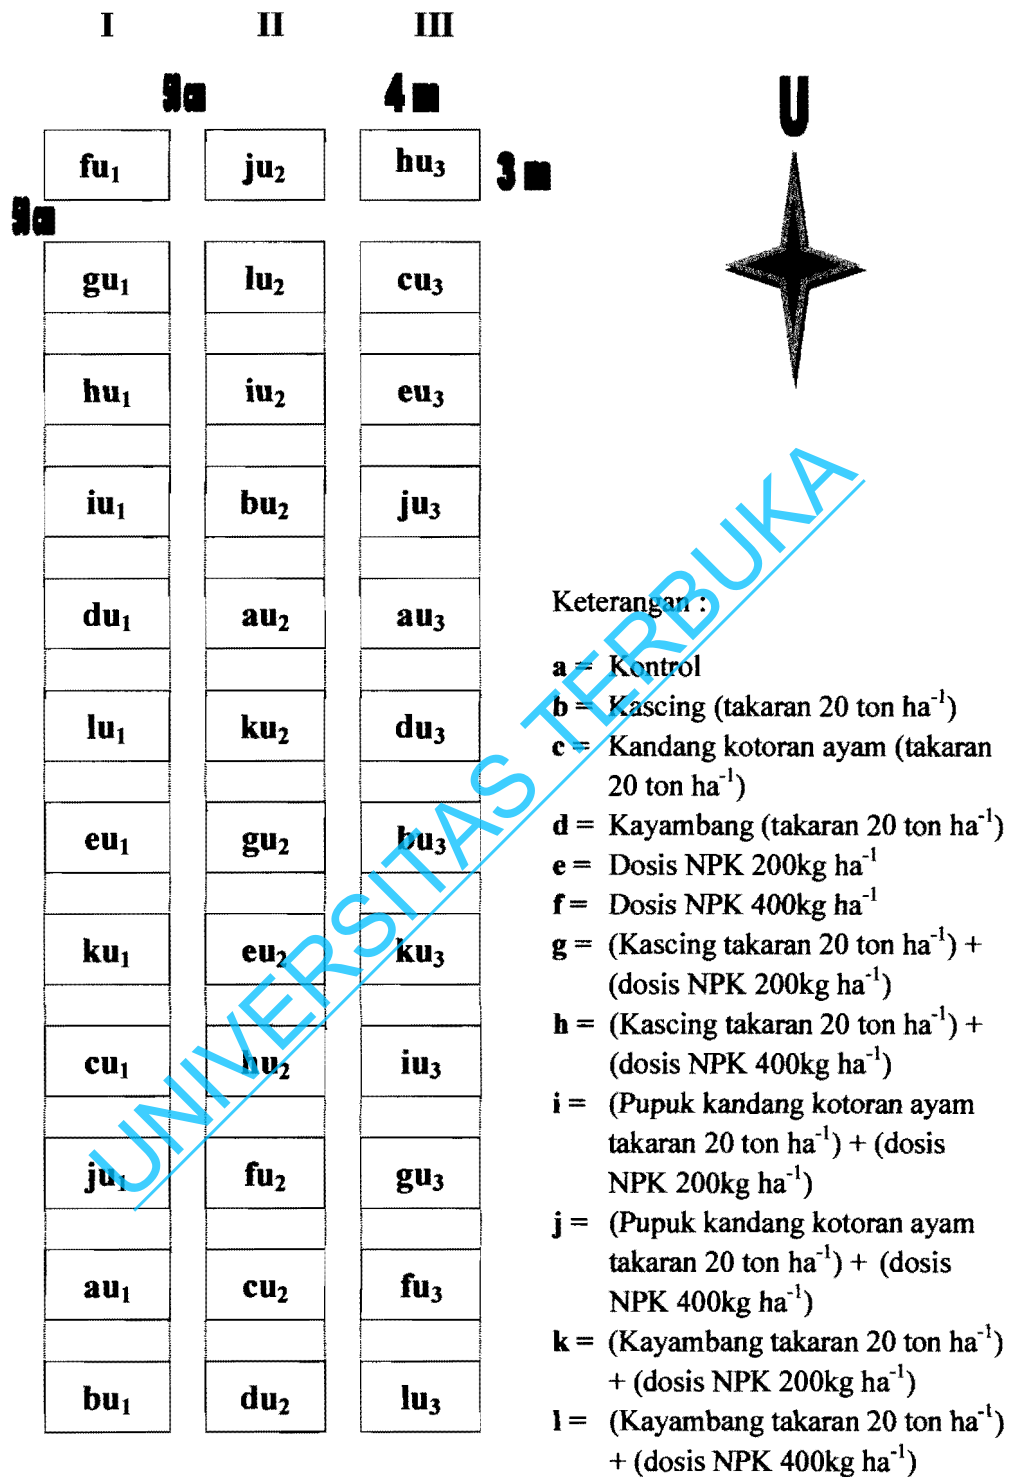 I II III
50 cm 4 m
U
fu₁ ju₂ hu₃ 3 m
50 cm
gu₁ lu₂ cu₃
hu₁ iu₂ eu₃
iu₁ bu₂ ju₃
du₁ au₂ au₃
lu₁ ku₂ du₃
eu₁ gu₂ bu₃
ku₁ eu₂ ku₃
cu₁ hu₂ iu₃
ju₁ fu₂ gu₃
au₁ cu₂ fu₃
bu₁ du₂ lu₃
Keterangan :
a = Kontrol
b = Kascing (takaran 20 ton ha⁻¹)
c = Kandang kotoran ayam (takaran
20 ton ha⁻¹)
d = Kayambang (takaran 20 ton ha⁻¹)
e = Dosis NPK 200kg ha⁻¹
f = Dosis NPK 400kg ha⁻¹
g = (Kascing takaran 20 ton ha⁻¹) +
(dosis NPK 200kg ha⁻¹)
h = (Kascing takaran 20 ton ha⁻¹) +
(dosis NPK 400kg ha⁻¹)
i = (Pupuk kandang kotoran ayam
takaran 20 ton ha⁻¹) + (dosis
NPK 200kg ha⁻¹)
j = (Pupuk kandang kotoran ayam
takaran 20 ton ha⁻¹) + (dosis
NPK 400kg ha⁻¹)
k = (Kayambang takaran 20 ton ha⁻¹)
+ (dosis NPK 200kg ha⁻¹)
l = (Kayambang takaran 20 ton ha⁻¹)
+ (dosis NPK 400kg ha⁻¹)
UNIVERSITAS TERBUKA